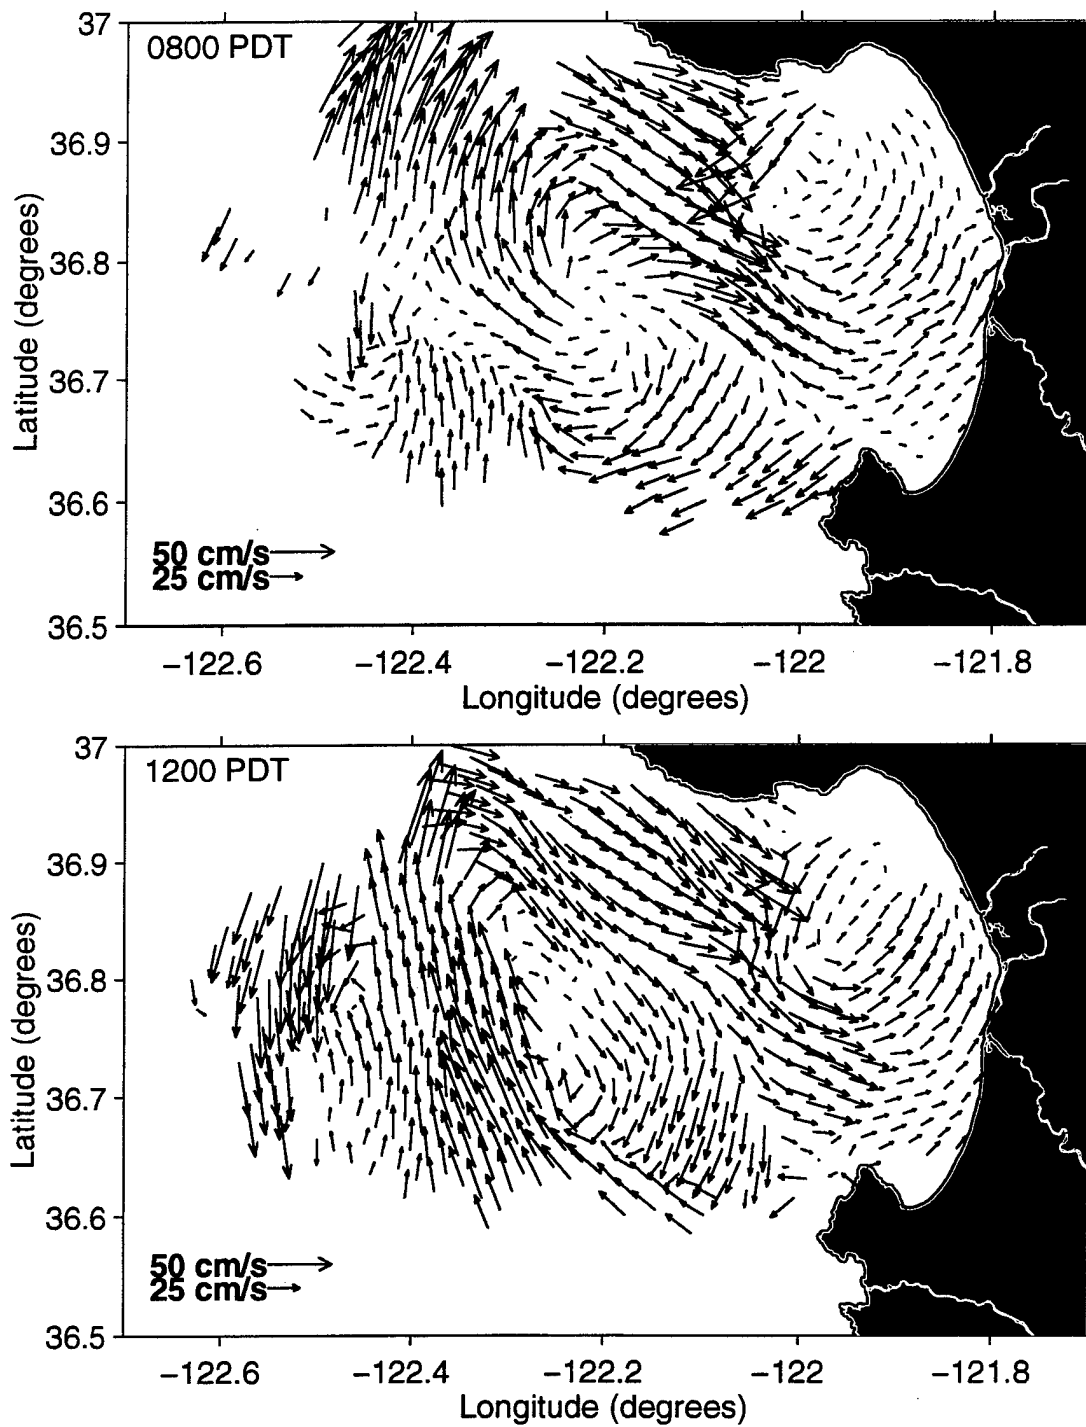 37
0800 PDT
36.9
36.8
36.7
36.6
50 cm/s
25 cm/s
36.5
−122.6
−122.4
−122.2
−122
−121.8
Latitude (degrees)
Longitude (degrees)
37
1200 PDT
36.9
36.8
36.7
36.6
50 cm/s
25 cm/s
36.5
−122.6
−122.4
−122.2
−122
−121.8
Latitude (degrees)
Longitude (degrees)